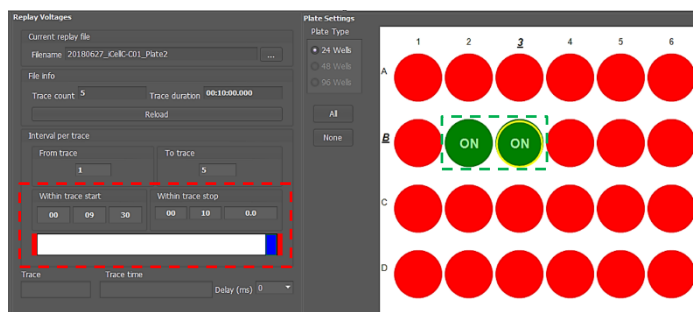 Replay Voltages
Current replay file
Filename 20180627_iCellC-C01_Plate2 ...
File info
Trace count 5 Trace duration 00:10:00.000
Reload
Interval per trace
From trace To trace
1 5
Within trace start Within trace stop
00 09 30 00 10 0.0
Trace Trace time
Delay (ms) 0
Plate Settings
Plate Type
24 Wells
48 Wells
96 Wells
All
None
1 2 3 4 5 6
A
B ON ON
C
D